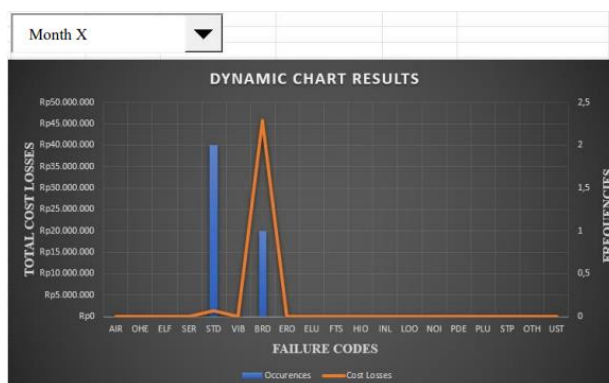 Month X
DYNAMIC CHART RESULTS
TOTAL COST LOSSES
Rp50.000.000
Rp45.000.000
Rp40.000.000
Rp35.000.000
Rp30.000.000
Rp25.000.000
Rp20.000.000
Rp15.000.000
Rp10.000.000
Rp5.000.000
Rp0
2,5
2
1,5
1
0,5
0
FREQUENCIES
AIR OHE ELF SER STD VIB BRD ERO ELU FTS HIO INL LOO NOI PDE PLU STP OTH UST
FAILURE CODES
Occurences Cost Losses